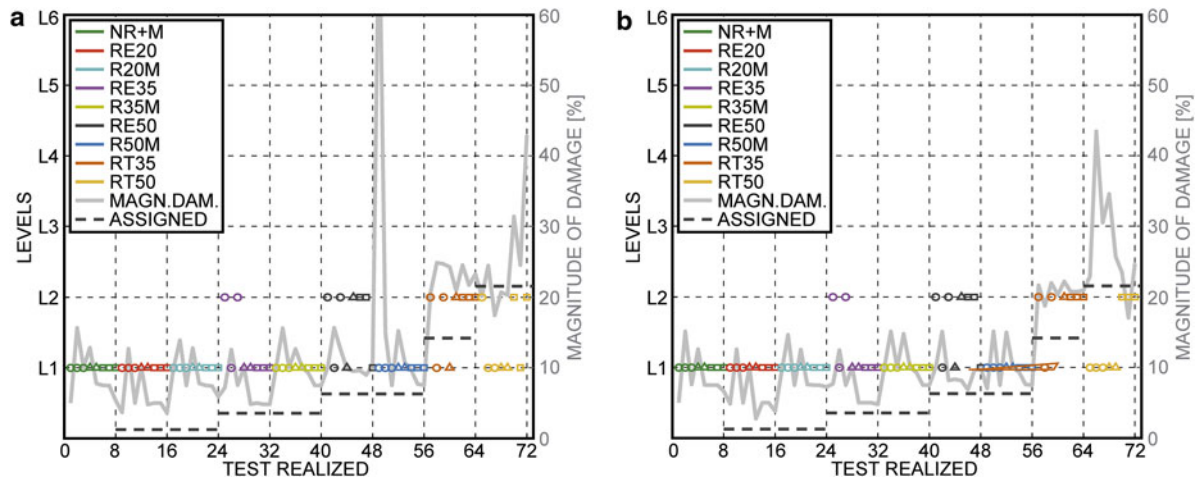 a
L6
L5
L4
L3
L2
L1
LEVELS
NR+M
RE20
R20M
RE35
R35M
RE50
R50M
RT35
RT50
MAGN.DAM.
ASSIGNED
60
50
40
30
20
10
0
MAGNITUDE OF DAMAGE [%]
0 8 16 24 32 40 48 56 64 72
TEST REALIZED
b
L6
L5
L4
L3
L2
L1
LEVELS
NR+M
RE20
R20M
RE35
R35M
RE50
R50M
RT35
RT50
MAGN.DAM.
ASSIGNED
60
50
40
30
20
10
0
MAGNITUDE OF DAMAGE [%]
0 8 16 24 32 40 48 56 64 72
TEST REALIZED